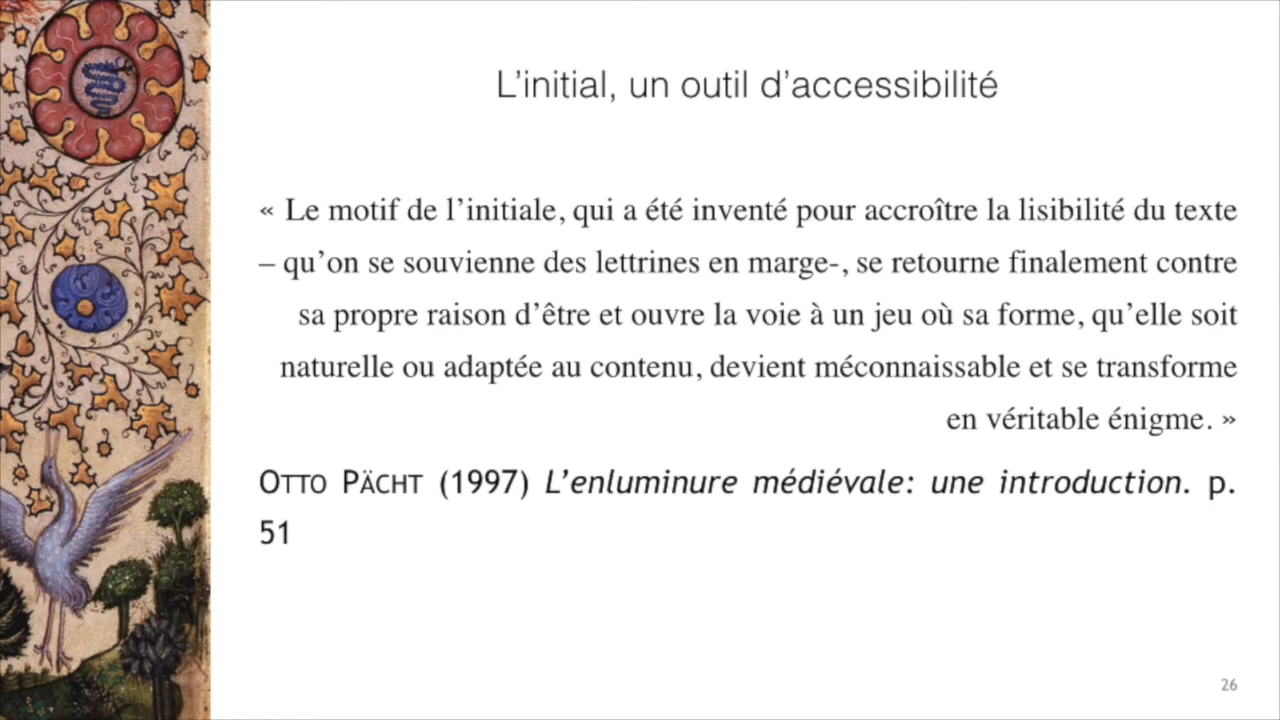 L’initial, un outil d’accessibilité
« Le motif de l’initiale, qui a été inventé pour accroître la lisibilité du texte
– qu’on se souvienne des lettrines en marge-, se retourne finalement contre
sa propre raison d’être et ouvre la voie à un jeu où sa forme, qu’elle soit
naturelle ou adaptée au contenu, devient méconnaissable et se transforme
en véritable énigme. »
OTTO PÄCHT (1997) L’enluminure médiévale: une introduction. p.
51
26